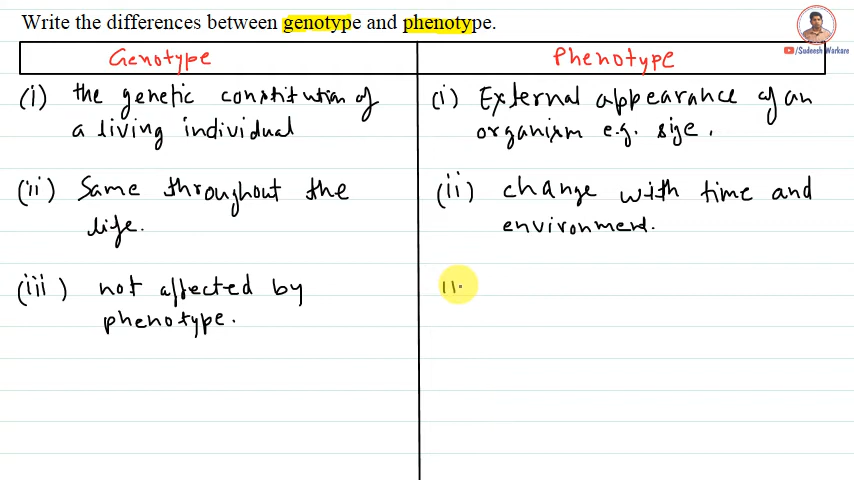 Write the differences between genotype and phenotype.
/Sudeesh Warkare
Genotype
Phenotype
(i) the genetic constitution of
a living individual
(i) External appearance of an
organism e.g. size.
(ii) Same throughout the
life.
(ii) change with time and
environment.
(iii) not affected by
phenotype.
11.